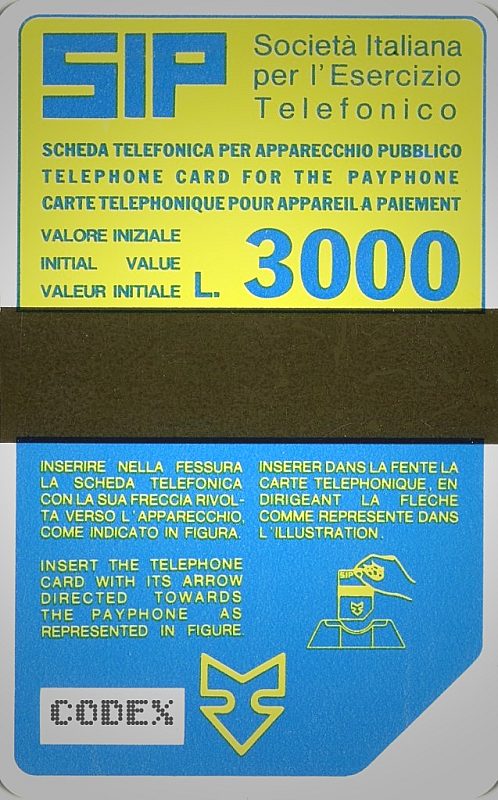 SIP
Società Italiana
per l'Esercizio
Telefonico
SCHEDA TELEFONICA PER APPARECCHIO PUBBLICO
TELEPHONE CARD FOR THE PAYPHONE
CARTE TELEPHONIQUE POUR APPAREIL A PAIEMENT
VALORE INIZIALE
INITIAL VALUE
VALEUR INITIALE L. 3000
INSERIRE NELLA FESSURA
LA SCHEDA TELEFONICA
CON LA SUA FRECCIA RIVOL-
TA VERSO L'APPARECCHIO,
COME INDICATO IN FIGURA.
INSERT THE TELEPHONE
CARD WITH ITS ARROW
DIRECTED TOWARDS
THE PAYPHONE AS
REPRESENTED IN FIGURE.
INSERER DANS LA FENTE LA
CARTE TELEPHONIQUE, EN
DIRIGEANT LA FLECHE
COMME REPRESENTE DANS
L'ILLUSTRATION.
SIP
CODEX